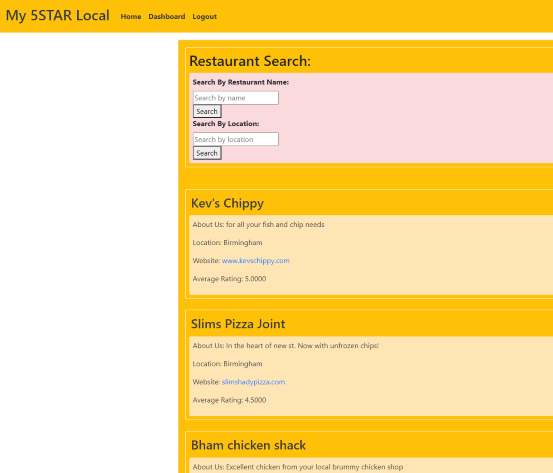 My 5STAR Local Home Dashboard Logout
Restaurant Search:
Search By Restaurant Name:
Search by name
Search
Search By Location:
Search by location
Search
Kev's Chippy
About Us: for all your fish and chip needs
Location: Birmingham
Website: www.kevschippy.com
Average Rating: 5.0000
Slims Pizza Joint
About Us: In the heart of new st. Now with unfrozen chips!
Location: Birmingham
Website: slimshadypizza.com
Average Rating: 4.5000
Bham chicken shack
About Us: Excellent chicken from your local brummy chicken shop